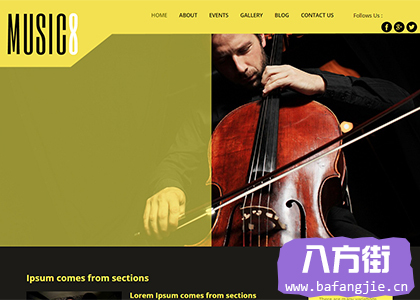 MUSIC8
HOME ABOUT EVENTS GALLERY BLOG CONTACT US
Follows Us :
Ipsum comes from sections
Lorem Ipsum comes from sections
八方街
www.bafangjie.cn